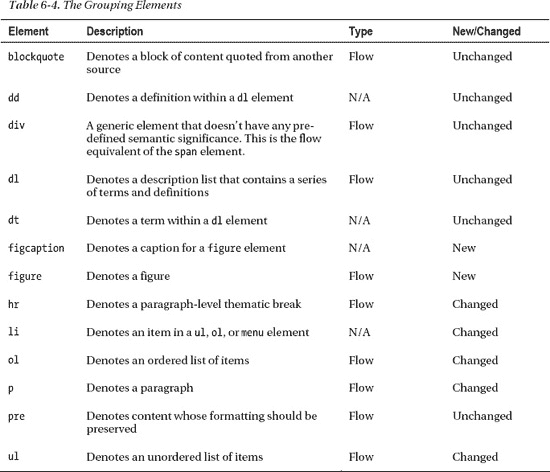 Table 6-4. The Grouping Elements
Element Description Type New/Changed
blockquote Denotes a block of content quoted from another Flow Unchanged
source
dd Denotes a definition within a dl element N/A Unchanged
div A generic element that doesn't have any pre- Flow Unchanged
defined semantic significance. This is the flow
equivalent of the span element.
dl Denotes a description list that contains a series Flow Unchanged
of terms and definitions
dt Denotes a term within a dl element N/A Unchanged
figcaption Denotes a caption for a figure element N/A New
figure Denotes a figure Flow New
hr Denotes a paragraph-level thematic break Flow Changed
li Denotes an item in a ul, ol, or menu element N/A Changed
ol Denotes an ordered list of items Flow Changed
p Denotes a paragraph Flow Changed
pre Denotes content whose formatting should be Flow Unchanged
preserved
ul Denotes an unordered list of items Flow Changed